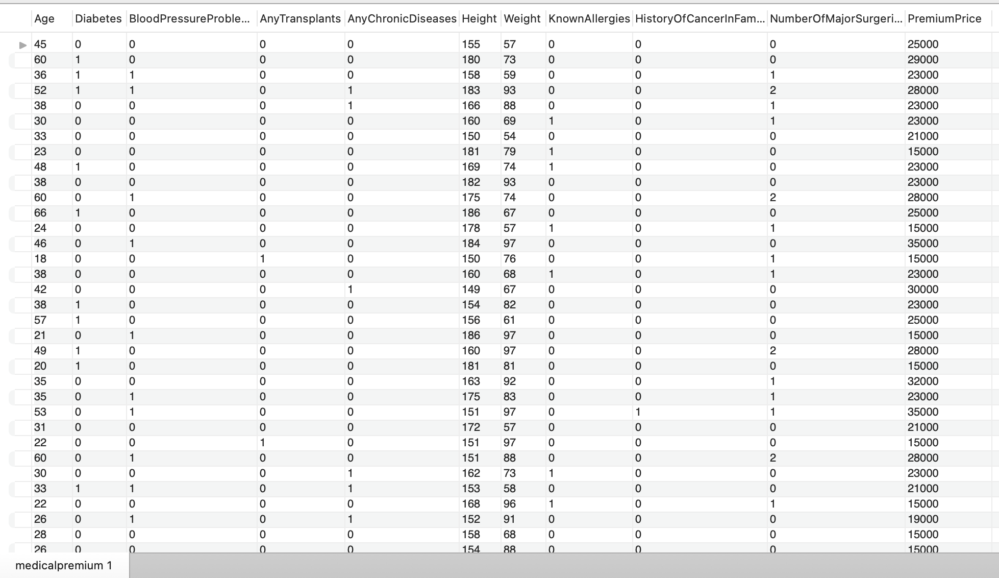 Age Diabetes BloodPressureProble... AnyTransplants AnyChronicDiseases Height Weight KnownAllergies HistoryOfCancerInFam... NumberOfMajorSurgeri... PremiumPrice
45 0 0 0 0 155 57 0 0 0 25000
60 1 0 0 0 180 73 0 0 0 29000
36 1 1 0 0 158 59 0 0 1 23000
52 1 1 0 1 183 93 0 0 2 28000
38 0 0 0 1 166 88 0 0 1 23000
30 0 0 0 0 160 69 1 0 1 23000
33 0 0 0 0 150 54 0 0 0 21000
23 0 0 0 0 181 79 1 0 0 15000
48 1 0 0 0 169 74 1 0 0 23000
38 0 0 0 0 182 93 0 0 0 23000
60 0 1 0 0 175 74 0 0 2 28000
66 1 0 0 0 186 67 0 0 0 25000
24 0 0 0 0 178 57 1 0 1 15000
46 0 1 0 0 184 97 0 0 0 35000
18 0 0 1 0 150 76 0 0 1 15000
38 0 0 0 0 160 68 1 0 1 23000
42 0 0 0 1 149 67 0 0 0 30000
38 1 0 0 0 154 82 0 0 0 23000
57 1 0 0 0 156 61 0 0 0 25000
21 0 1 0 0 186 97 0 0 0 15000
49 1 0 0 0 160 97 0 0 2 28000
20 1 0 0 0 181 81 0 0 0 15000
35 0 0 0 0 163 92 0 0 1 32000
35 0 1 0 0 175 83 0 0 1 23000
53 0 1 0 0 151 97 0 1 1 35000
31 0 0 0 0 172 57 0 0 0 21000
22 0 0 1 0 151 97 0 0 0 15000
60 0 1 0 0 151 88 0 0 2 28000
30 0 0 0 1 162 73 1 0 0 23000
33 1 1 0 1 153 58 0 0 0 21000
22 0 0 0 0 168 96 1 0 1 15000
26 0 1 0 1 152 91 0 0 0 19000
28 0 0 0 0 158 68 0 0 0 15000
26 0 0 0 0 154 88 0 0 0 15000
medicalpremium 1